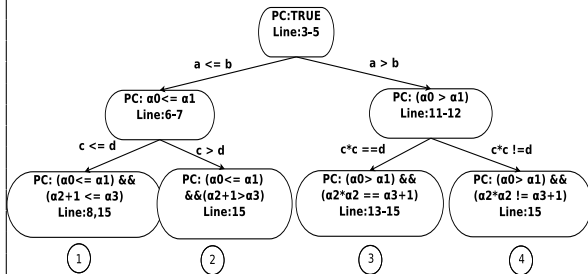 PC:TRUE
Line:3-5
a <= b
a > b
PC: α0<= α1
Line:6-7
PC: (α0 > α1)
Line:11-12
c <= d
c > d
c*c ==d
c*c !=d
PC: (α0<= α1) &&
(α2+1 <= α3)
Line:8,15
PC: (α0<= α1)
&&(α2+1>α3)
Line:15
PC: (α0> α1) &&
(α2*α2 == α3+1)
Line:13-15
PC: (α0> α1) &&
(α2*α2 != α3+1)
Line:15
1
2
3
4